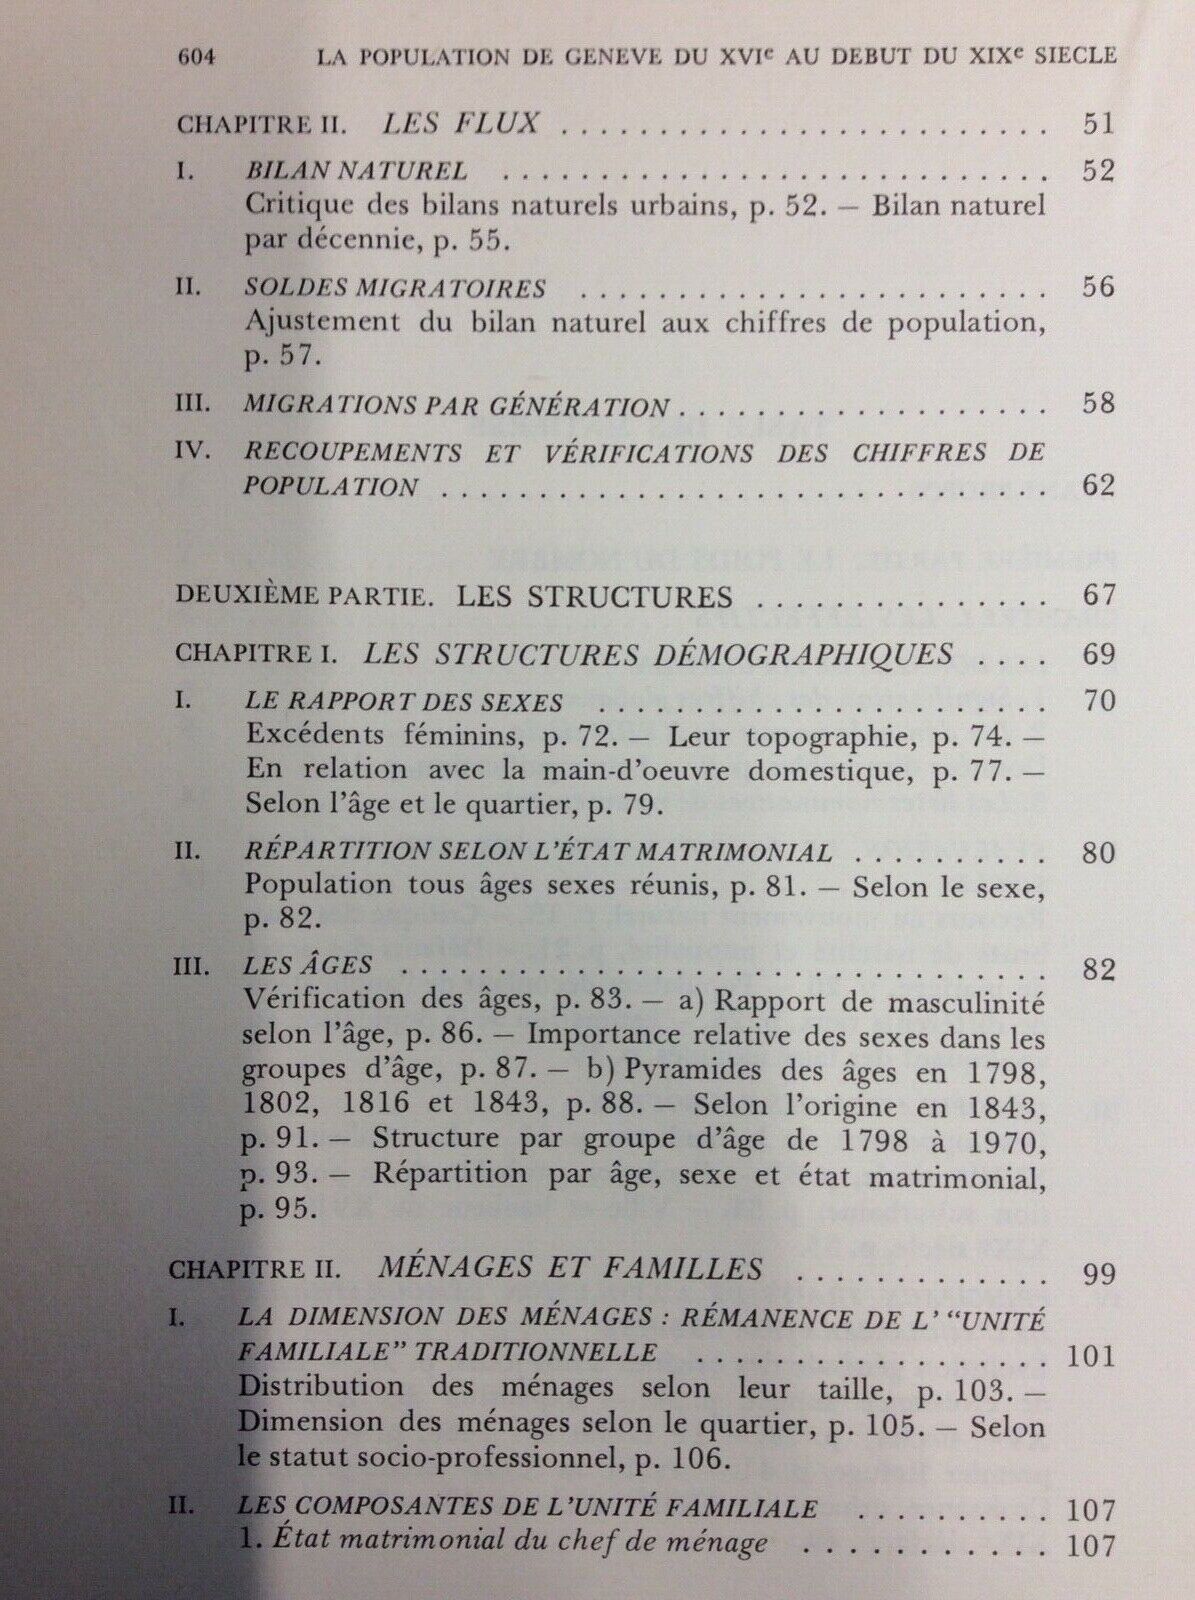 604 LA POPULATION DE GENEVE DU XVIe AU DEBUT DU XIXe SIECLE
CHAPITRE II. LES FLUX . . . . . . . . . . . . . . . . . . . . . . . . . 51
I. BILAN NATUREL . . . . . . . . . . . . . . . . . . . . . . . . . . . . 52
Critique des bilans naturels urbains, p. 52. — Bilan naturel
par décennie, p. 55.
II. SOLDES MIGRATOIRES . . . . . . . . . . . . . . . . . . . . . . . . 56
Ajustement du bilan naturel aux chiffres de population,
p. 57.
III. MIGRATIONS PAR GÉNÉRATION . . . . . . . . . . . . . . . . . . . 58
IV. RECOUPEMENTS ET VÉRIFICATIONS DES CHIFFRES DE
POPULATION . . . . . . . . . . . . . . . . . . . . . . . . . . . . . . . 62
DEUXIÈME PARTIE. LES STRUCTURES . . . . . . . . . . . . . . . 67
CHAPITRE I. LES STRUCTURES DÉMOGRAPHIQUES . . . . 69
I. LE RAPPORT DES SEXES . . . . . . . . . . . . . . . . . . . . . . . 70
Excédents féminins, p. 72. — Leur topographie, p. 74. —
En relation avec la main-d'oeuvre domestique, p. 77. —
Selon l'âge et le quartier, p. 79.
II. RÉPARTITION SELON L'ÉTAT MATRIMONIAL . . . . . . . . . . 80
Population tous âges sexes réunis, p. 81. — Selon le sexe,
p. 82.
III. LES ÂGES . . . . . . . . . . . . . . . . . . . . . . . . . . . . . . . . . 82
Vérification des âges, p. 83. — a) Rapport de masculinité
selon l'âge, p. 86. — Importance relative des sexes dans les
groupes d'âge, p. 87. — b) Pyramides des âges en 1798,
1802, 1816 et 1843, p. 88. — Selon l'origine en 1843,
p. 91. — Structure par groupe d'âge de 1798 à 1970,
p. 93. — Répartition par âge, sexe et état matrimonial,
p. 95.
CHAPITRE II. MÉNAGES ET FAMILLES . . . . . . . . . . . . . 99
I. LA DIMENSION DES MÉNAGES : RÉMANENCE DE L' “UNITÉ
FAMILIALE” TRADITIONNELLE . . . . . . . . . . . . . . . . . . 101
Distribution des ménages selon leur taille, p. 103. —
Dimension des ménages selon le quartier, p. 105. — Selon
le statut socio-professionnel, p. 106.
II. LES COMPOSANTES DE L'UNITÉ FAMILIALE . . . . . . . . . . 107
1. État matrimonial du chef de ménage . . . . . . . . . . . . 107